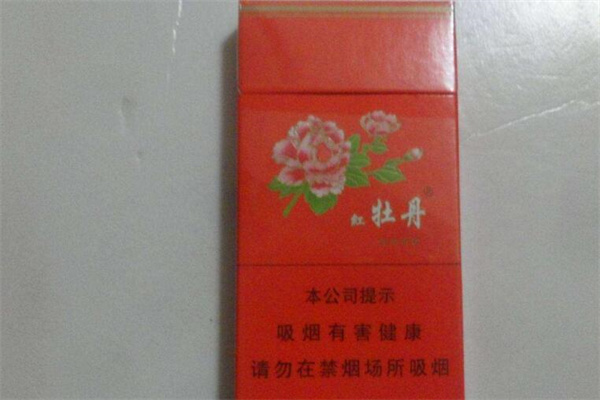 红 牡丹
本公司提示
吸烟有害健康
请勿在禁烟场所吸烟